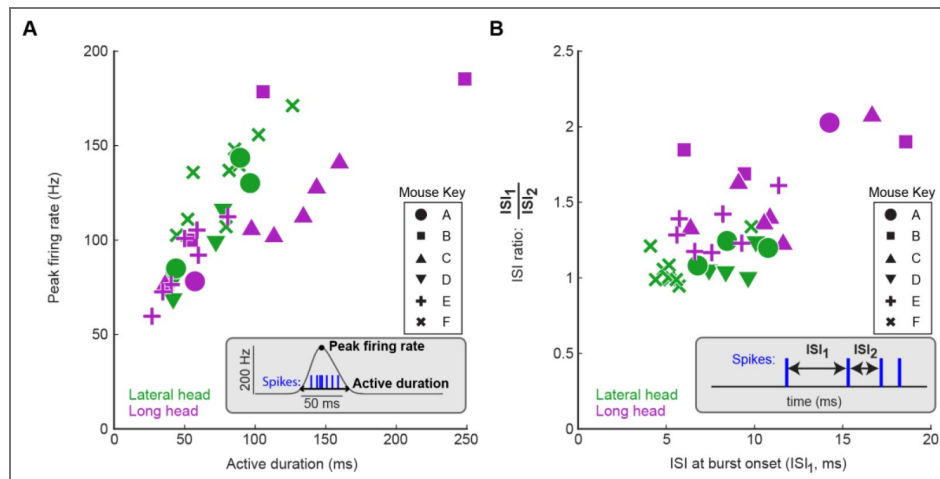 A
200
150
100
50
0
Peak firing rate (Hz)
0 50 100 150 200 250
Active duration (ms)
Mouse Key
A
B
C
D
E
F
Lateral head
Long head
200 Hz
Peak firing rate
Spikes:
Active duration
50 ms
B
2.5
2
1.5
1
0.5
0
ISI ratio: ISI1
ISI2
0 5 10 15 20
ISI at burst onset (ISI1, ms)
Mouse Key
A
B
C
D
E
F
Lateral head
Long head
Spikes:
ISI1 ISI2
time (ms)